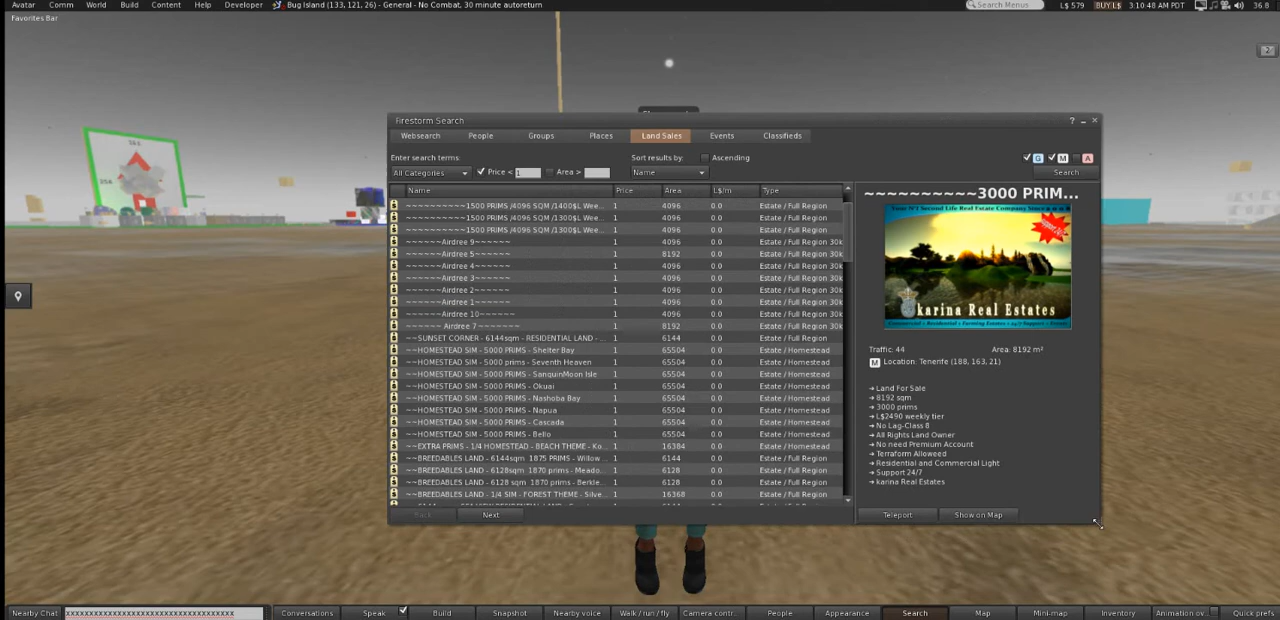 Avatar Comm World Build Content Help Developer Bug Island (133, 121, 26) - General - No Combat, 30 minute autoreturn Search Menus L$ 579 BUY L$ 3:10:48 AM PDT 36.8
Favorites Bar
Firestorm Search
Websearch People Groups Places Land Sales Events Classifieds
Enter search terms: Sort results by: Ascending G M A
All Categories Price < 1 Area > Name Search
Name Price Area L$/m Type
~~~~~~~~~~1500 PRIMS /4096 SQM /1400$L Wee... 1 4096 0.0 Estate / Full Region
~~~~~~~~~~1500 PRIMS /4096 SQM /1300$L Wee... 1 4096 0.0 Estate / Full Region
~~~~~~~~~~1500 PRIMS /4096 SQM /1300$L Wee... 1 4096 0.0 Estate / Full Region
~~~~~~Airdree 9~~~~~~ 1 4096 0.0 Estate / Full Region 30k
~~~~~~Airdree 5~~~~~~ 1 8192 0.0 Estate / Full Region 30k
~~~~~~Airdree 4~~~~~~ 1 4096 0.0 Estate / Full Region 30k
~~~~~~Airdree 3~~~~~~ 1 4096 0.0 Estate / Full Region 30k
~~~~~~Airdree 2~~~~~~ 1 4096 0.0 Estate / Full Region 30k
~~~~~~Airdree 1~~~~~~ 1 4096 0.0 Estate / Full Region 30k
~~~~~~Airdree 10~~~~~~ 1 4096 0.0 Estate / Full Region 30k
~~~~~~ Airdree 7~~~~~~~ 1 8192 0.0 Estate / Full Region 30k
~~SUNSET CORNER - 6144sqm - RESIDENTIAL LAND - ... 1 6144 0.0 Estate / Full Region
~~HOMESTEAD SIM - 5000 PRIMS - Shelter Bay 1 65504 0.0 Estate / Homestead
~~HOMESTEAD SIM - 5000 prims - Seventh Heaven 1 65504 0.0 Estate / Homestead
~~HOMESTEAD SIM - 5000 PRIMS - SanquinMoon Isle 1 65504 0.0 Estate / Homestead
~~HOMESTEAD SIM - 5000 PRIMS - Okuai 1 65504 0.0 Estate / Homestead
~~HOMESTEAD SIM - 5000 PRIMS - Nashoba Bay 1 65504 0.0 Estate / Homestead
~~HOMESTEAD SIM - 5000 PRIMS - Napua 1 65504 0.0 Estate / Homestead
~~HOMESTEAD SIM - 5000 PRIMS - Cascada 1 65504 0.0 Estate / Homestead
~~HOMESTEAD SIM - 5000 PRIMS - Bello 1 65504 0.0 Estate / Homestead
~~EXTRA PRIMS - 1/4 HOMESTEAD - BEACH THEME - Ko... 1 16384 0.0 Estate / Homestead
~~BREEDABLES LAND - 6144sqm 1875 PRIMS - Willow ... 1 6144 0.0 Estate / Full Region
~~BREEDABLES LAND - 6128sqm 1870 prims - Meado... 1 6128 0.0 Estate / Full Region
~~BREEDABLES LAND - 6128 sqm 1870 prims - Berkle... 1 6128 0.0 Estate / Full Region
~~BREEDABLES LAND - 1/4 SIM - FOREST THEME - Silve... 1 16368 0.0 Estate / Full Region
Back Next
~~~~~~~~~~3000 PRIM...
Your N°1 Second Life Real Estate Company Since
karina Real Estates
Traffic: 44 Area: 8192 m²
M Location: Tenerife (188, 163, 21)
➔ Land For Sale
➔ 8192 sqm
➔ 3000 prims
➔ L$2490 weekly tier
➔ No Lag-Class 8
➔ All Rights Land Owner
➔ No need Premium Account
➔ Terraform Alloweed
➔ Residential and Commercial Light
➔ Support 24/7
➔ karina Real Estates
Teleport Show on Map
Nearby Chat xxxxxxxxxxxxxxxxxxxxxxxxxxxxxxxxxx Conversations Speak Build Snapshot Nearby voice Walk / run / fly Camera contr... People Appearance Search Map Mini-map Inventory Animation ov... Quick prefs